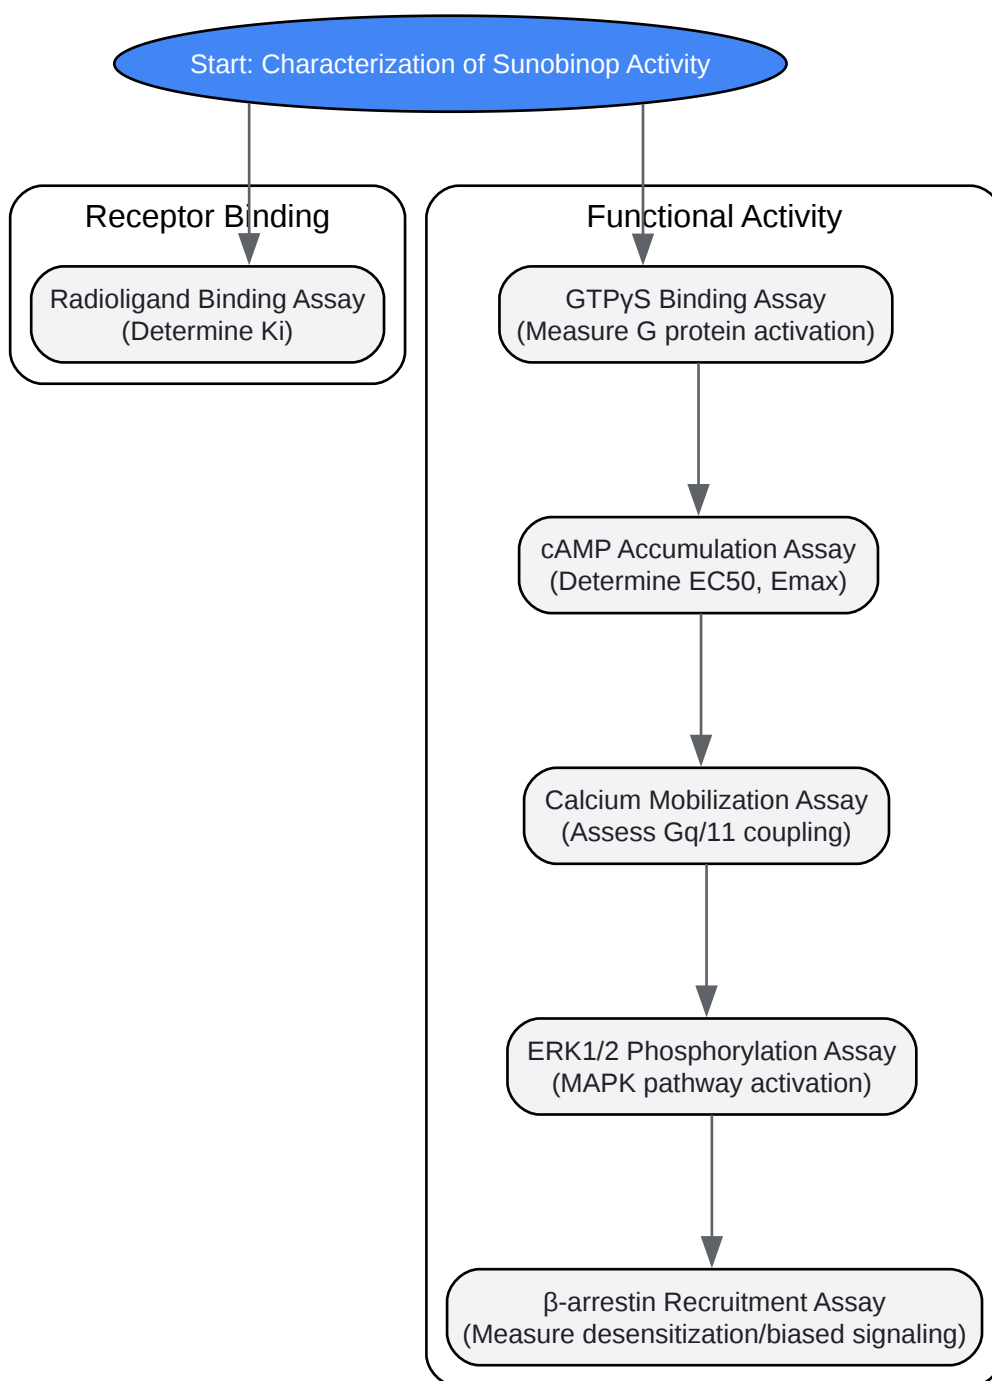 Start: Characterization of Sunobinop Activity
Receptor Binding
Radioligand Binding Assay
(Determine Ki)
Functional Activity
GTPγS Binding Assay
(Measure G protein activation)
cAMP Accumulation Assay
(Determine EC50, Emax)
Calcium Mobilization Assay
(Assess Gq/11 coupling)
ERK1/2 Phosphorylation Assay
(MAPK pathway activation)
β-arrestin Recruitment Assay
(Measure desensitization/biased signaling)